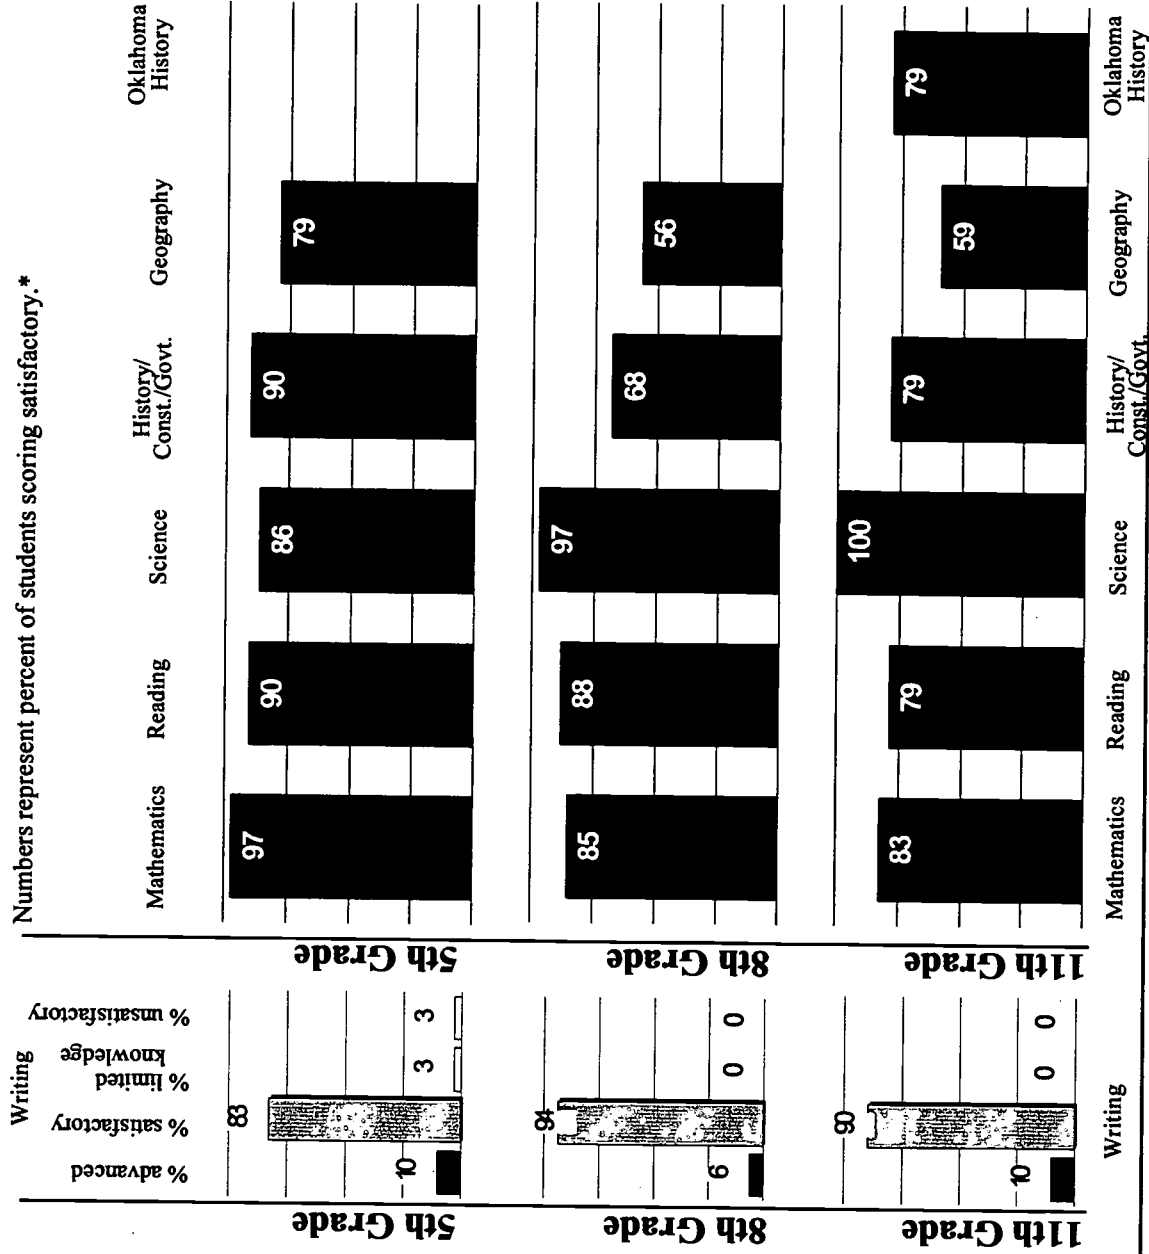 Numbers represent percent of students scoring satisfactory.*
Writing
% advanced
% satisfactory
% limited
knowledge
% unsatisfactory
Mathematics
Reading
Science
History/
Const./Govt.
Geography
Oklahoma
History
5th Grade
10
83
3
3
5th Grade
97
90
86
90
79
8th Grade
6
94
0
0
8th Grade
85
88
97
68
56
11th Grade
10
90
0
0
11th Grade
83
79
100
79
59
79
Writing
Mathematics
Reading
Science
History/
Const./Govt.
Geography
Oklahoma
History